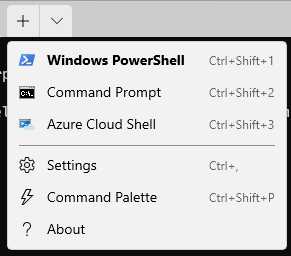 Windows PowerShell Ctrl+Shift+1
Command Prompt Ctrl+Shift+2
Azure Cloud Shell Ctrl+Shift+3
Settings Ctrl+,
Command Palette Ctrl+Shift+P
About